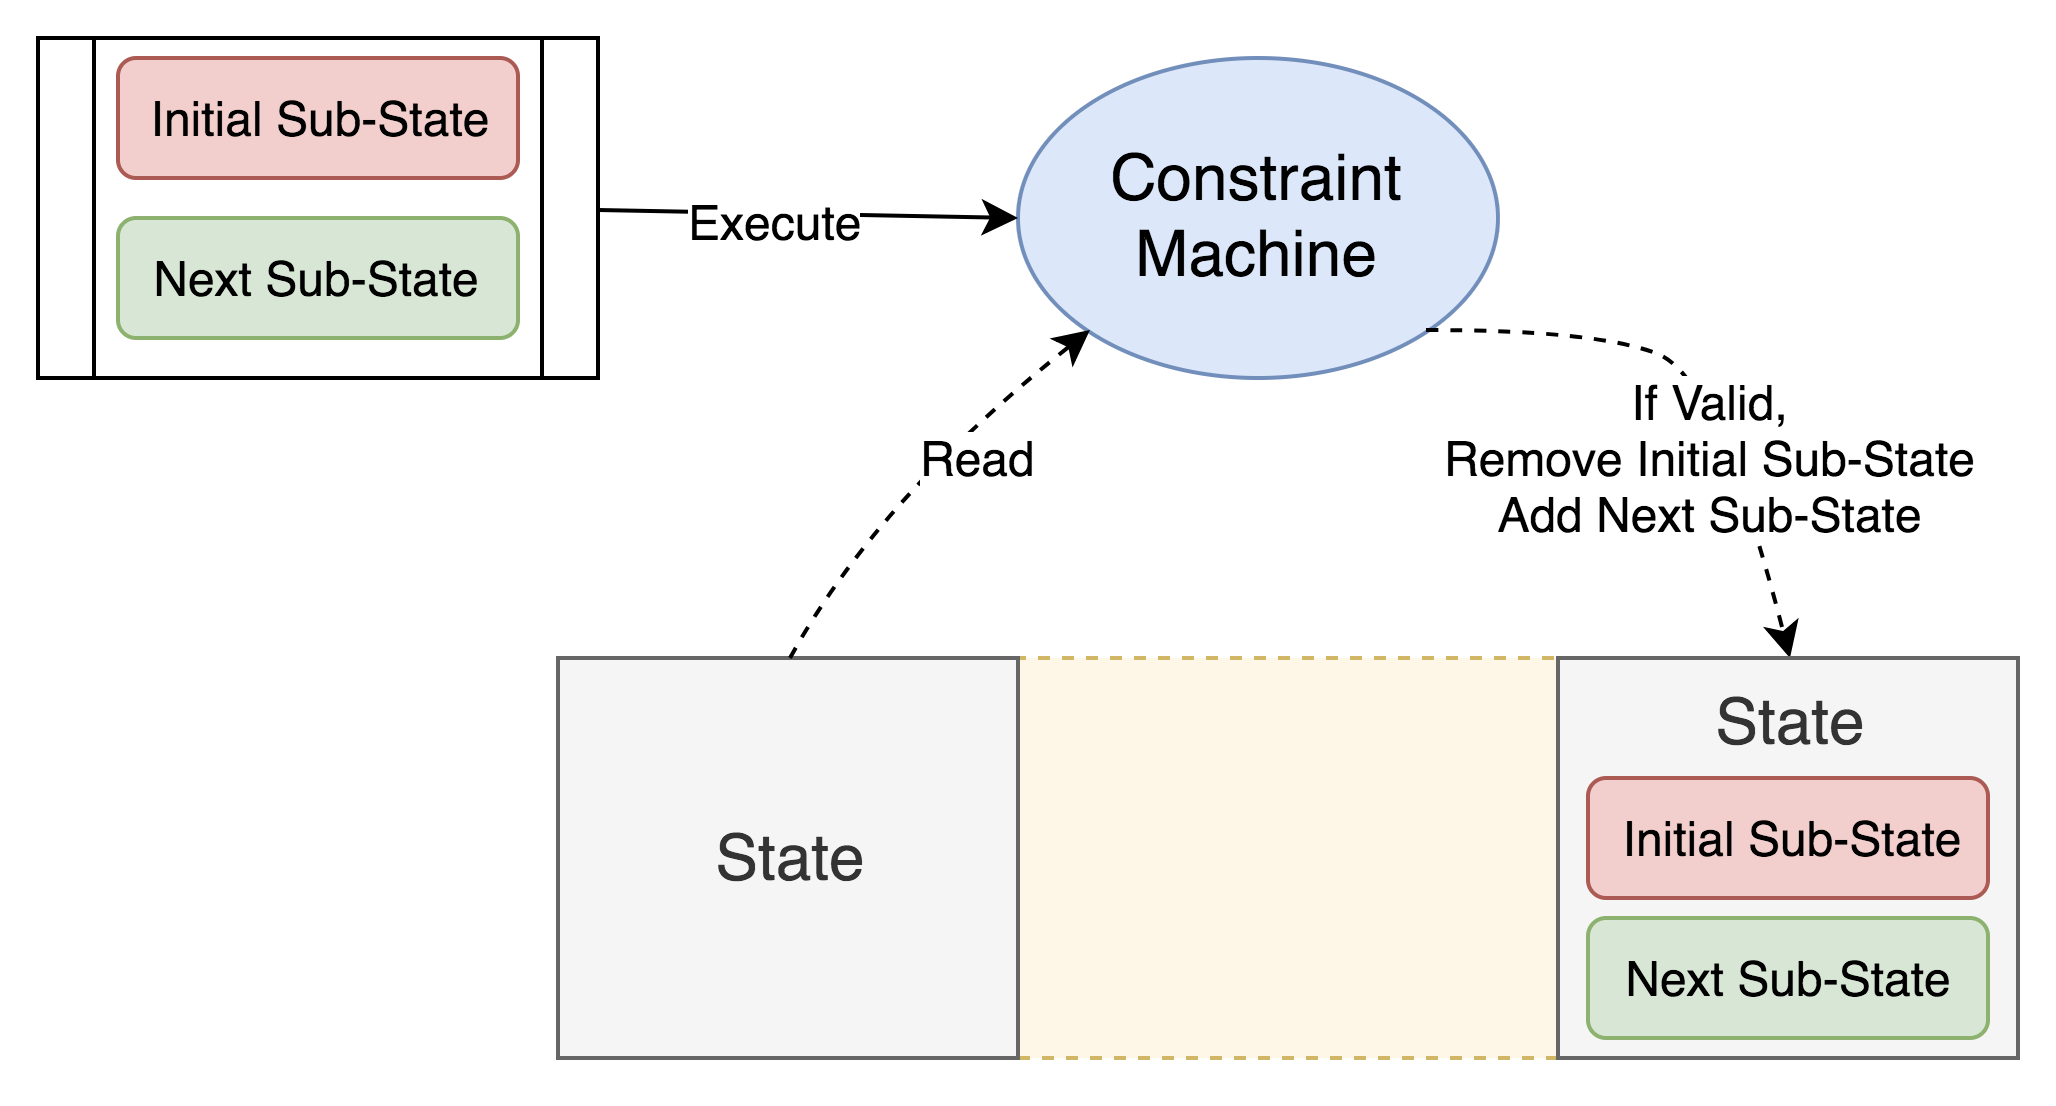 Initial Sub-State
Next Sub-State
Execute
Constraint
Machine
Read
If Valid,
Remove Initial Sub-State
Add Next Sub-State
State
State
Initial Sub-State
Next Sub-State